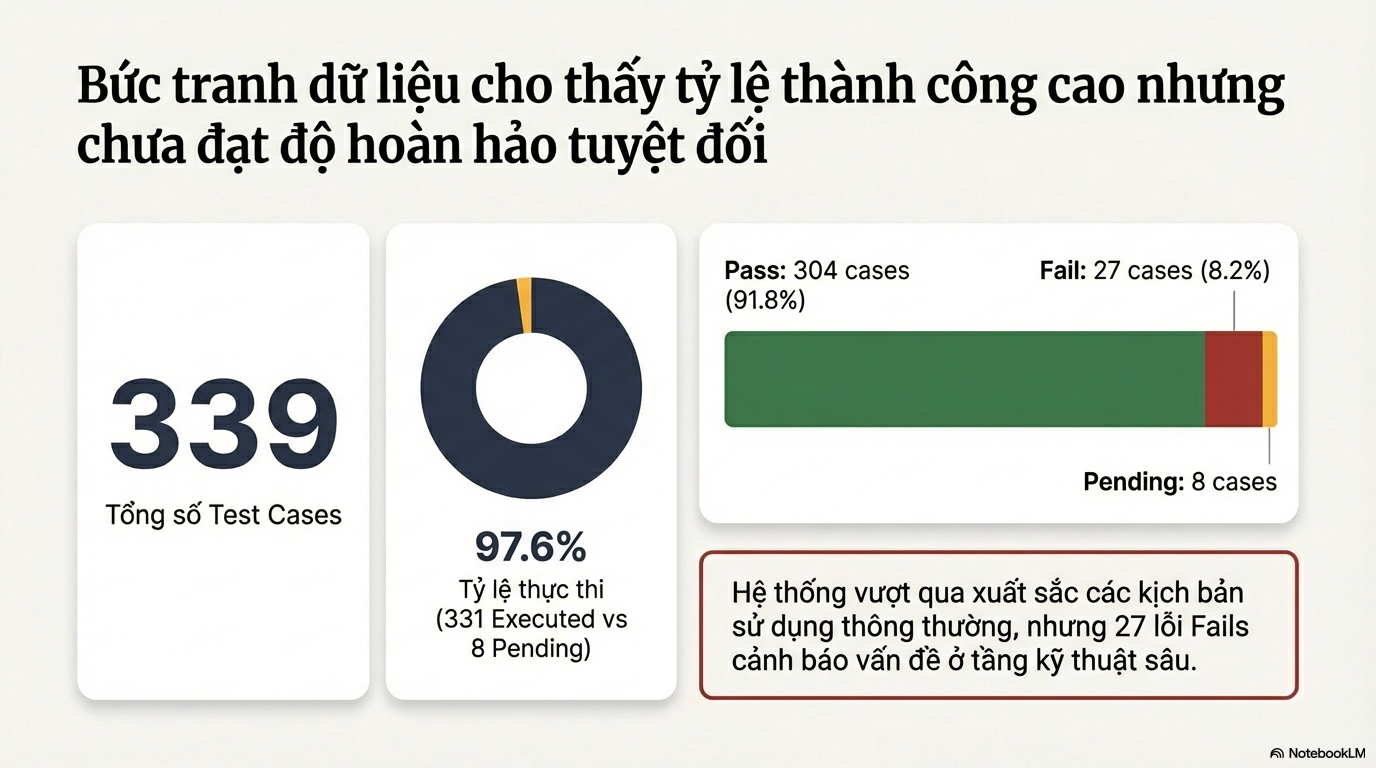 Bức tranh dữ liệu cho thấy tỷ lệ thành công cao nhưng
chưa đạt độ hoàn hảo tuyệt đối
339
Tổng số Test Cases
97.6%
Tỷ lệ thực thi
(331 Executed vs
8 Pending)
Pass: 304 cases
(91.8%)
Fail: 27 cases (8.2%)
Pending: 8 cases
Hệ thống vượt qua xuất sắc các kịch bản
sử dụng thông thường, nhưng 27 lỗi Fails
cảnh báo vấn đề ở tầng kỹ thuật sâu.
NotebookLM